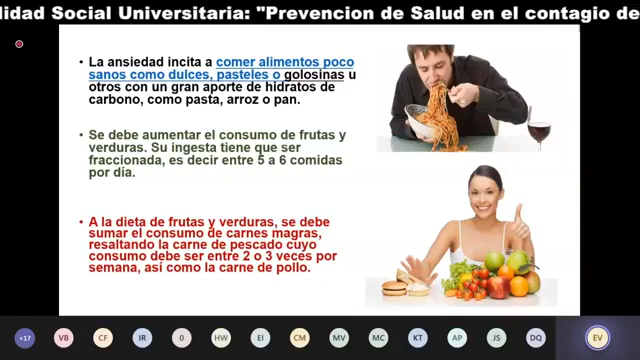 lidad Social Universitaria: "Prevencion de Salud en el contagio de
• La ansiedad incita a comer alimentos poco
sanos como dulces, pasteles o golosinas u
otros con un gran aporte de hidratos de
carbono, como pasta, arroz o pan.
• Se debe aumentar el consumo de frutas y
verduras. Su ingesta tiene que ser
fraccionada, es decir entre 5 a 6 comidas
por día.
• A la dieta de frutas y verduras, se debe
sumar el consumo de carnes magras,
resaltando la carne de pescado cuyo
consumo debe ser entre 2 o 3 veces por
semana, así como la carne de pollo.
+17 VB CF IR 0 HW EI CM MV MC KT AP JS DQ EV